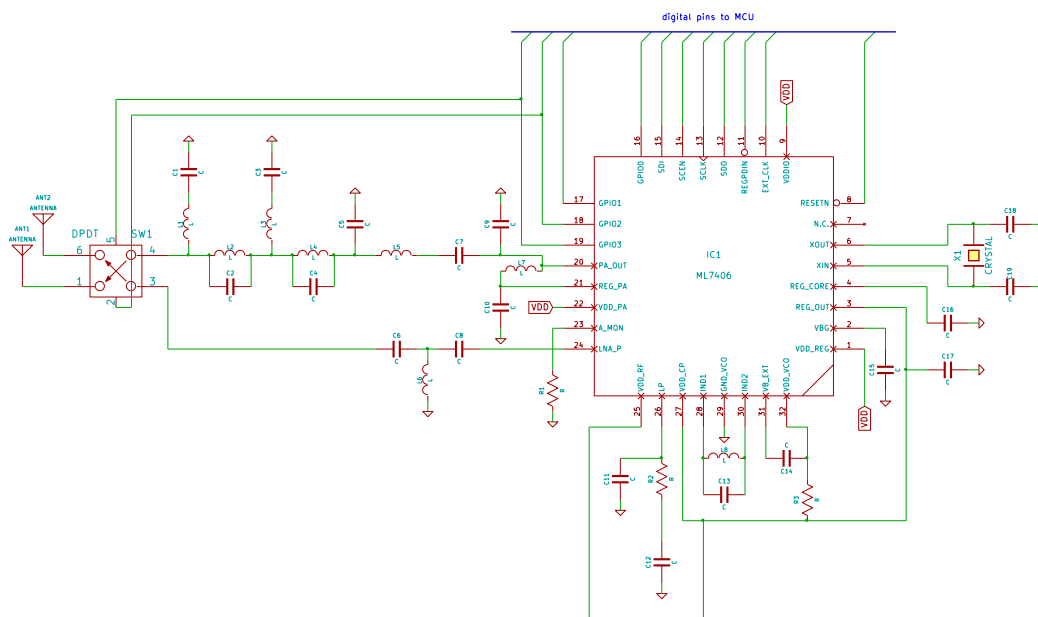 digital pins to MCU
VDD
16 15 14 13 12 11 10 9
GPIO0 SDI SCEN SCLK SDO REGPDIN EXT_CLK VDDIO
C1 C
C3 C
L1 L
L3 L
C5 C
C9 C
ANT2
ANTENNA
ANT1
ANTENNA
DPDT SW1
5
6 4
1 3
2
L2
L
C2
C
L4
L
C4
C
L5
L
C7
C
L7
L
C10 C
VDD
C6
C
C8
C
L6 L
R1 R
17 GPIO1
18 GPIO2
19 GPIO3
20 PA_OUT
21 REG_PA
22 VDD_PA
23 A_MON
24 LNA_P
IC1
ML7406
RESETN 8
N.C. 7
XOUT 6
XIN 5
REG_CORE 4
REG_OUT 3
VBG 2
VDD_REG 1
C18
C
X1 CRYSTAL
C19
C
C16
C
C17
C
C15 C
VDD
VDD_RF LP VDD_CP IND1 GND_VCO IND2 VB_EXT VDD_VCO
25 26 27 28 29 30 31 32
C11 C
R2 R
L8
L
C13
C
C
C14
R3 R
C12 C